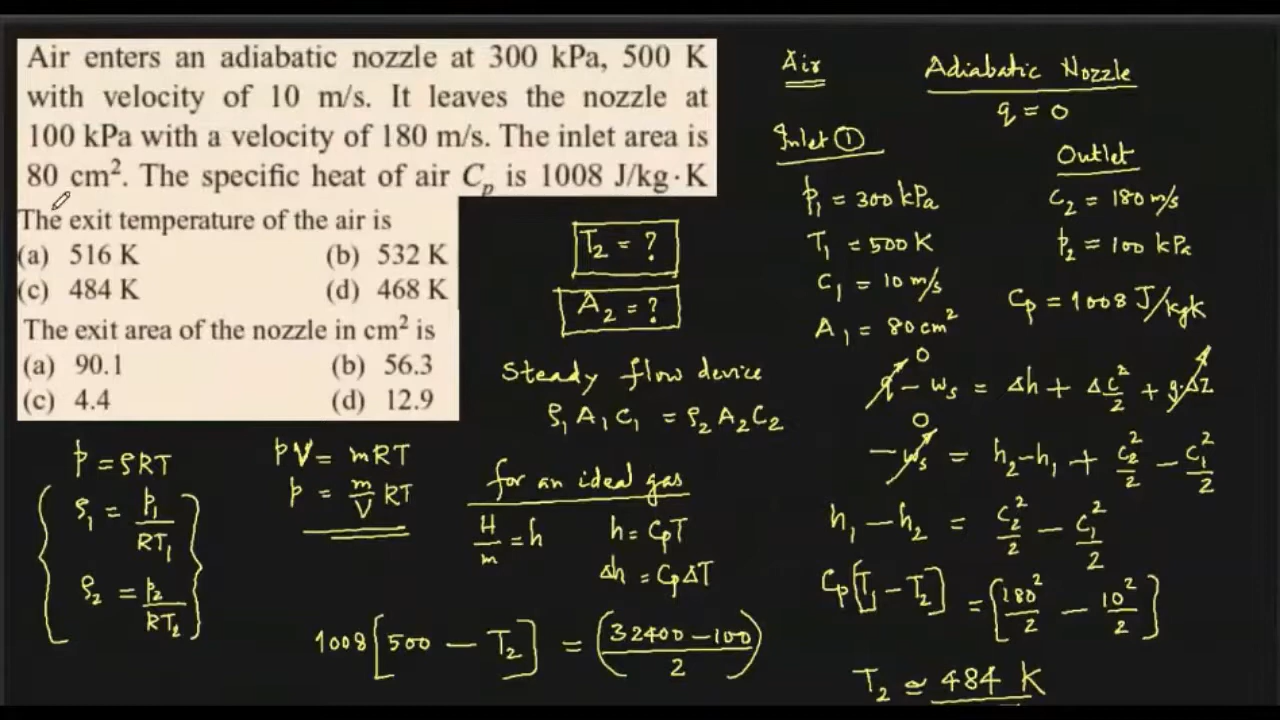 Air enters an adiabatic nozzle at 300 kPa, 500 K
with velocity of 10 m/s. It leaves the nozzle at
100 kPa with a velocity of 180 m/s. The inlet area is
80 cm². The specific heat of air Cₚ is 1008 J/kg·K
The exit temperature of the air is
(a) 516 K (b) 532 K
(c) 484 K (d) 468 K
The exit area of the nozzle in cm² is
(a) 90.1 (b) 56.3
(c) 4.4 (d) 12.9
p = ρRT
ρ₁ = p₁/RT₁
ρ₂ = p₂/RT₂
pV = mRT
p = m/V RT
T₂ = ?
A₂ = ?
Steady flow device
ρ₁A₁C₁ = ρ₂A₂C₂
for an ideal gas
H/m = h h = CpT
Δh = CpΔT
1008[500 − T₂] = (32400 − 100 / 2)
Air
Adiabatic Nozzle
q = 0
Inlet ①
p₁ = 300 kPa
T₁ = 500 K
C₁ = 10 m/s
A₁ = 80 cm²
Outlet
C₂ = 180 m/s
p₂ = 100 kPa
Cp = 1008 J/kgK
0
q − ws = Δh + ΔC²/2 + g·ΔZ
0
−ws = h₂−h₁ + C₂²/2 − C₁²/2
h₁ − h₂ = C₂²/2 − C₁²/2
Cp[T₁ − T₂] = [180²/2 − 10²/2]
T₂ ≃ 484 K